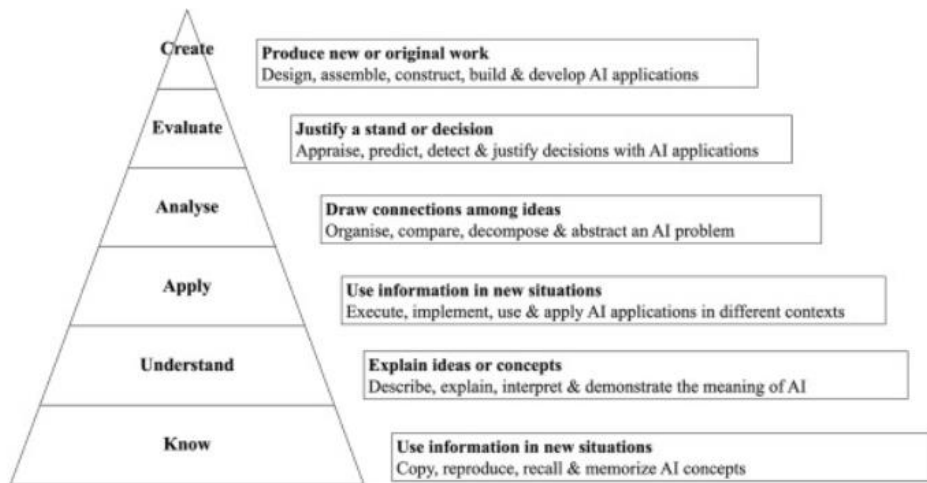 Create
Produce new or original work
Design, assemble, construct, build & develop AI applications
Evaluate
Justify a stand or decision
Appraise, predict, detect & justify decisions with AI applications
Analyse
Draw connections among ideas
Organise, compare, decompose & abstract an AI problem
Apply
Use information in new situations
Execute, implement, use & apply AI applications in different contexts
Understand
Explain ideas or concepts
Describe, explain, interpret & demonstrate the meaning of AI
Know
Use information in new situations
Copy, reproduce, recall & memorize AI concepts